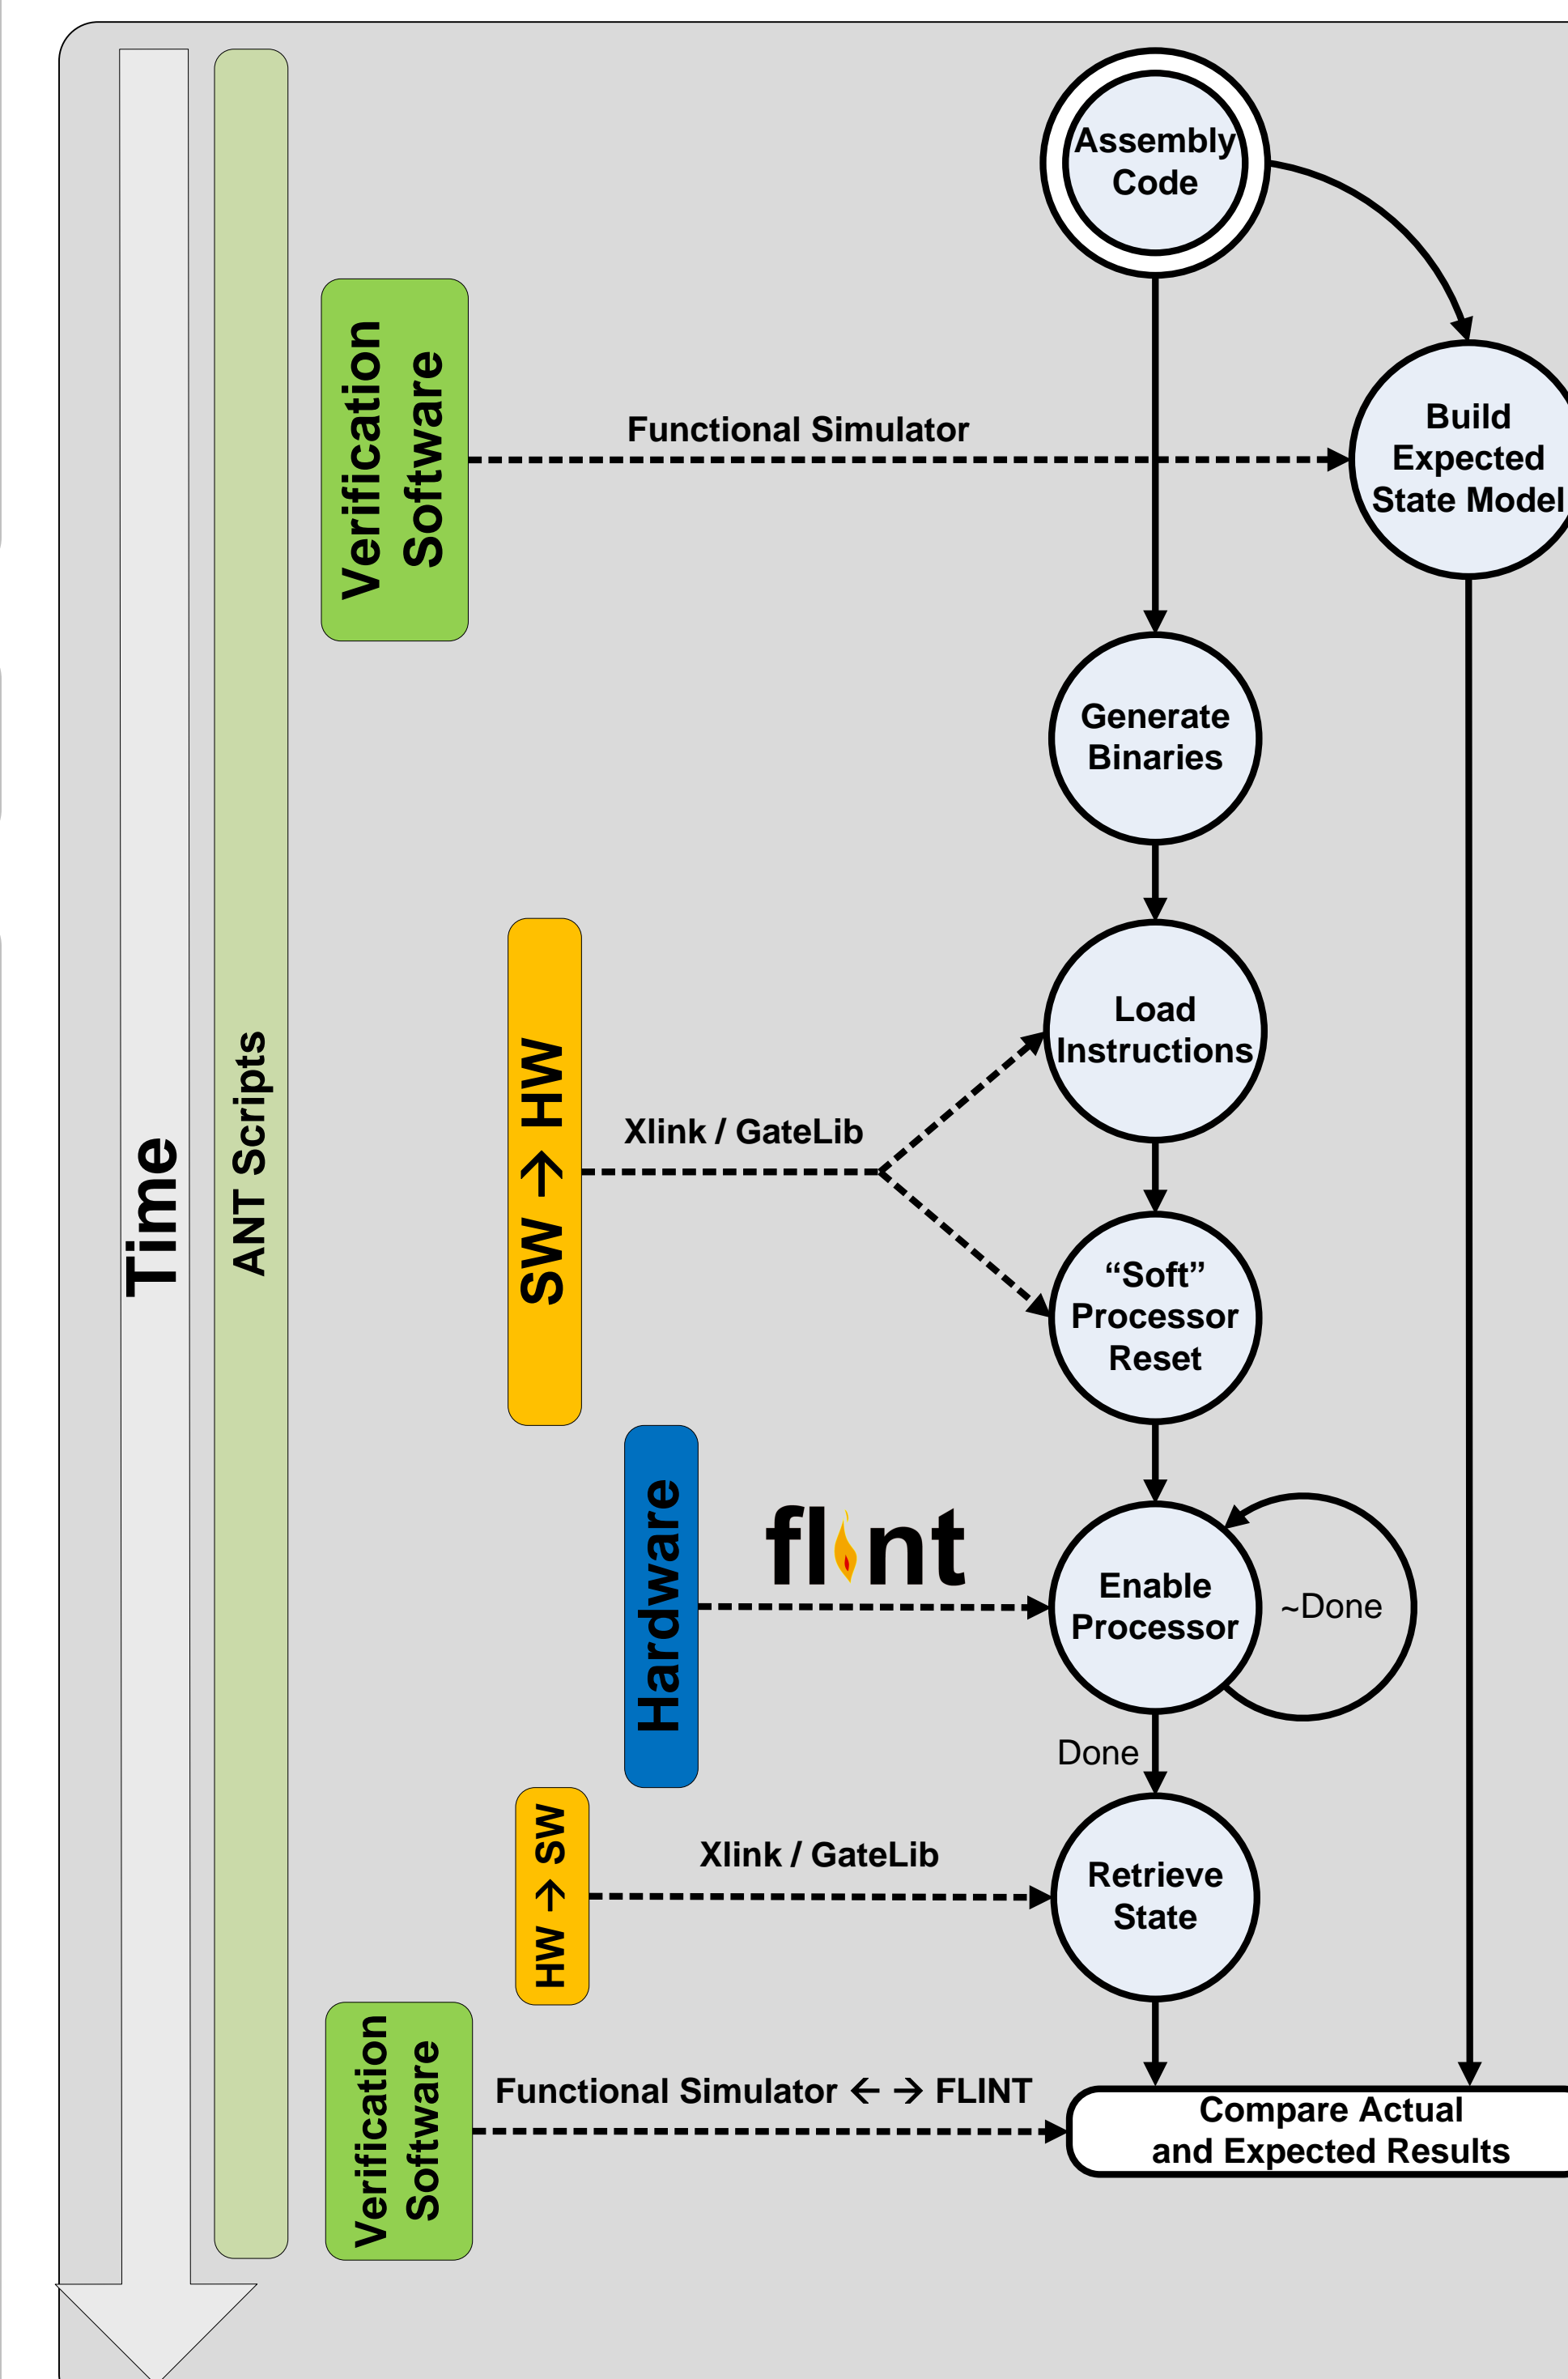 Assembly
Code
Verification
Software
Functional Simulator
Build
Expected
State Model
Generate
Binaries
Time
ANT Scripts
SW → HW
Xlink / GateLib
Load
Instructions
“Soft”
Processor
Reset
Hardware
flint
Enable
Processor
~Done
Done
HW → SW
Xlink / GateLib
Retrieve
State
Verification
Software
Functional Simulator ← → FLINT
Compare Actual
and Expected Results